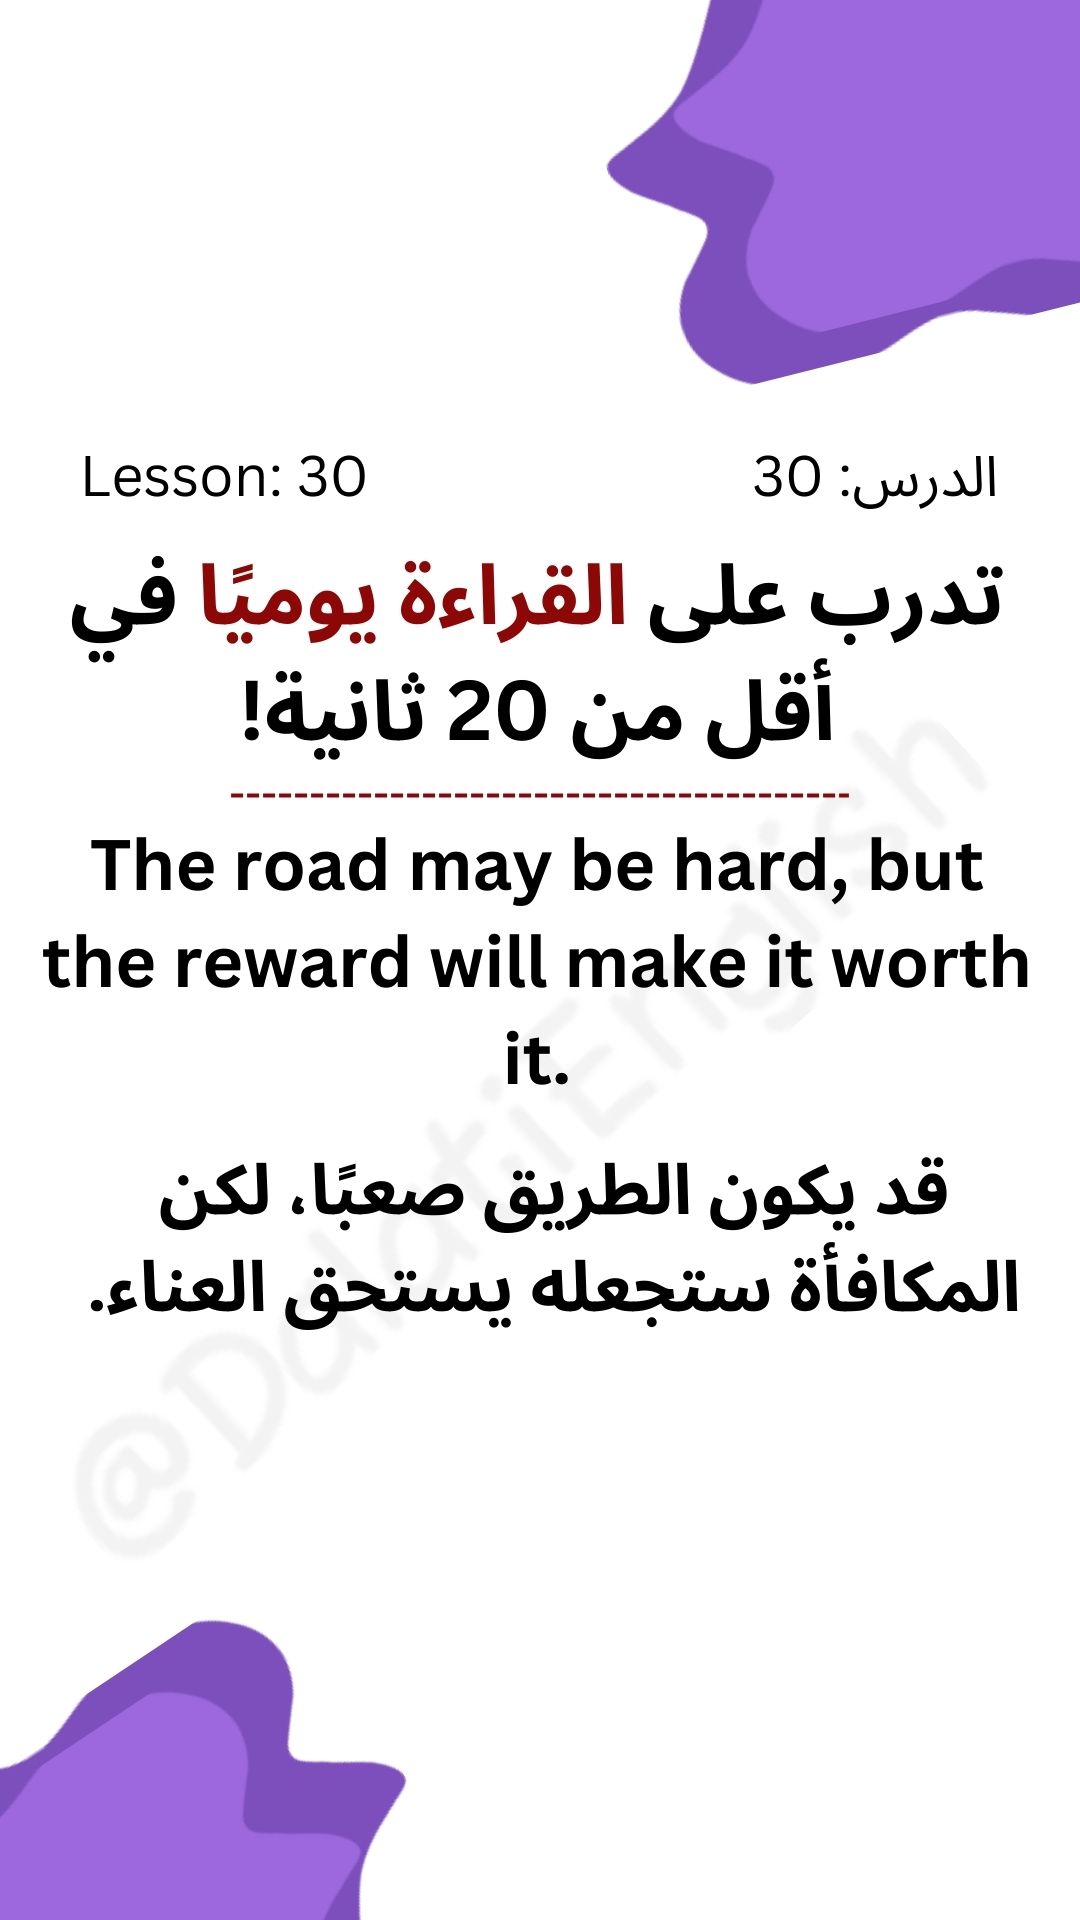 Lesson: 30
الدرس: 30
تدرب على القراءة يوميًا في
أقل من 20 ثانية!
---------------------------------------
The road may be hard, but
the reward will make it worth
it.
قد يكون الطريق صعبًا، لكن
المكافأة ستجعله يستحق العناء.
@DdatiEnglish